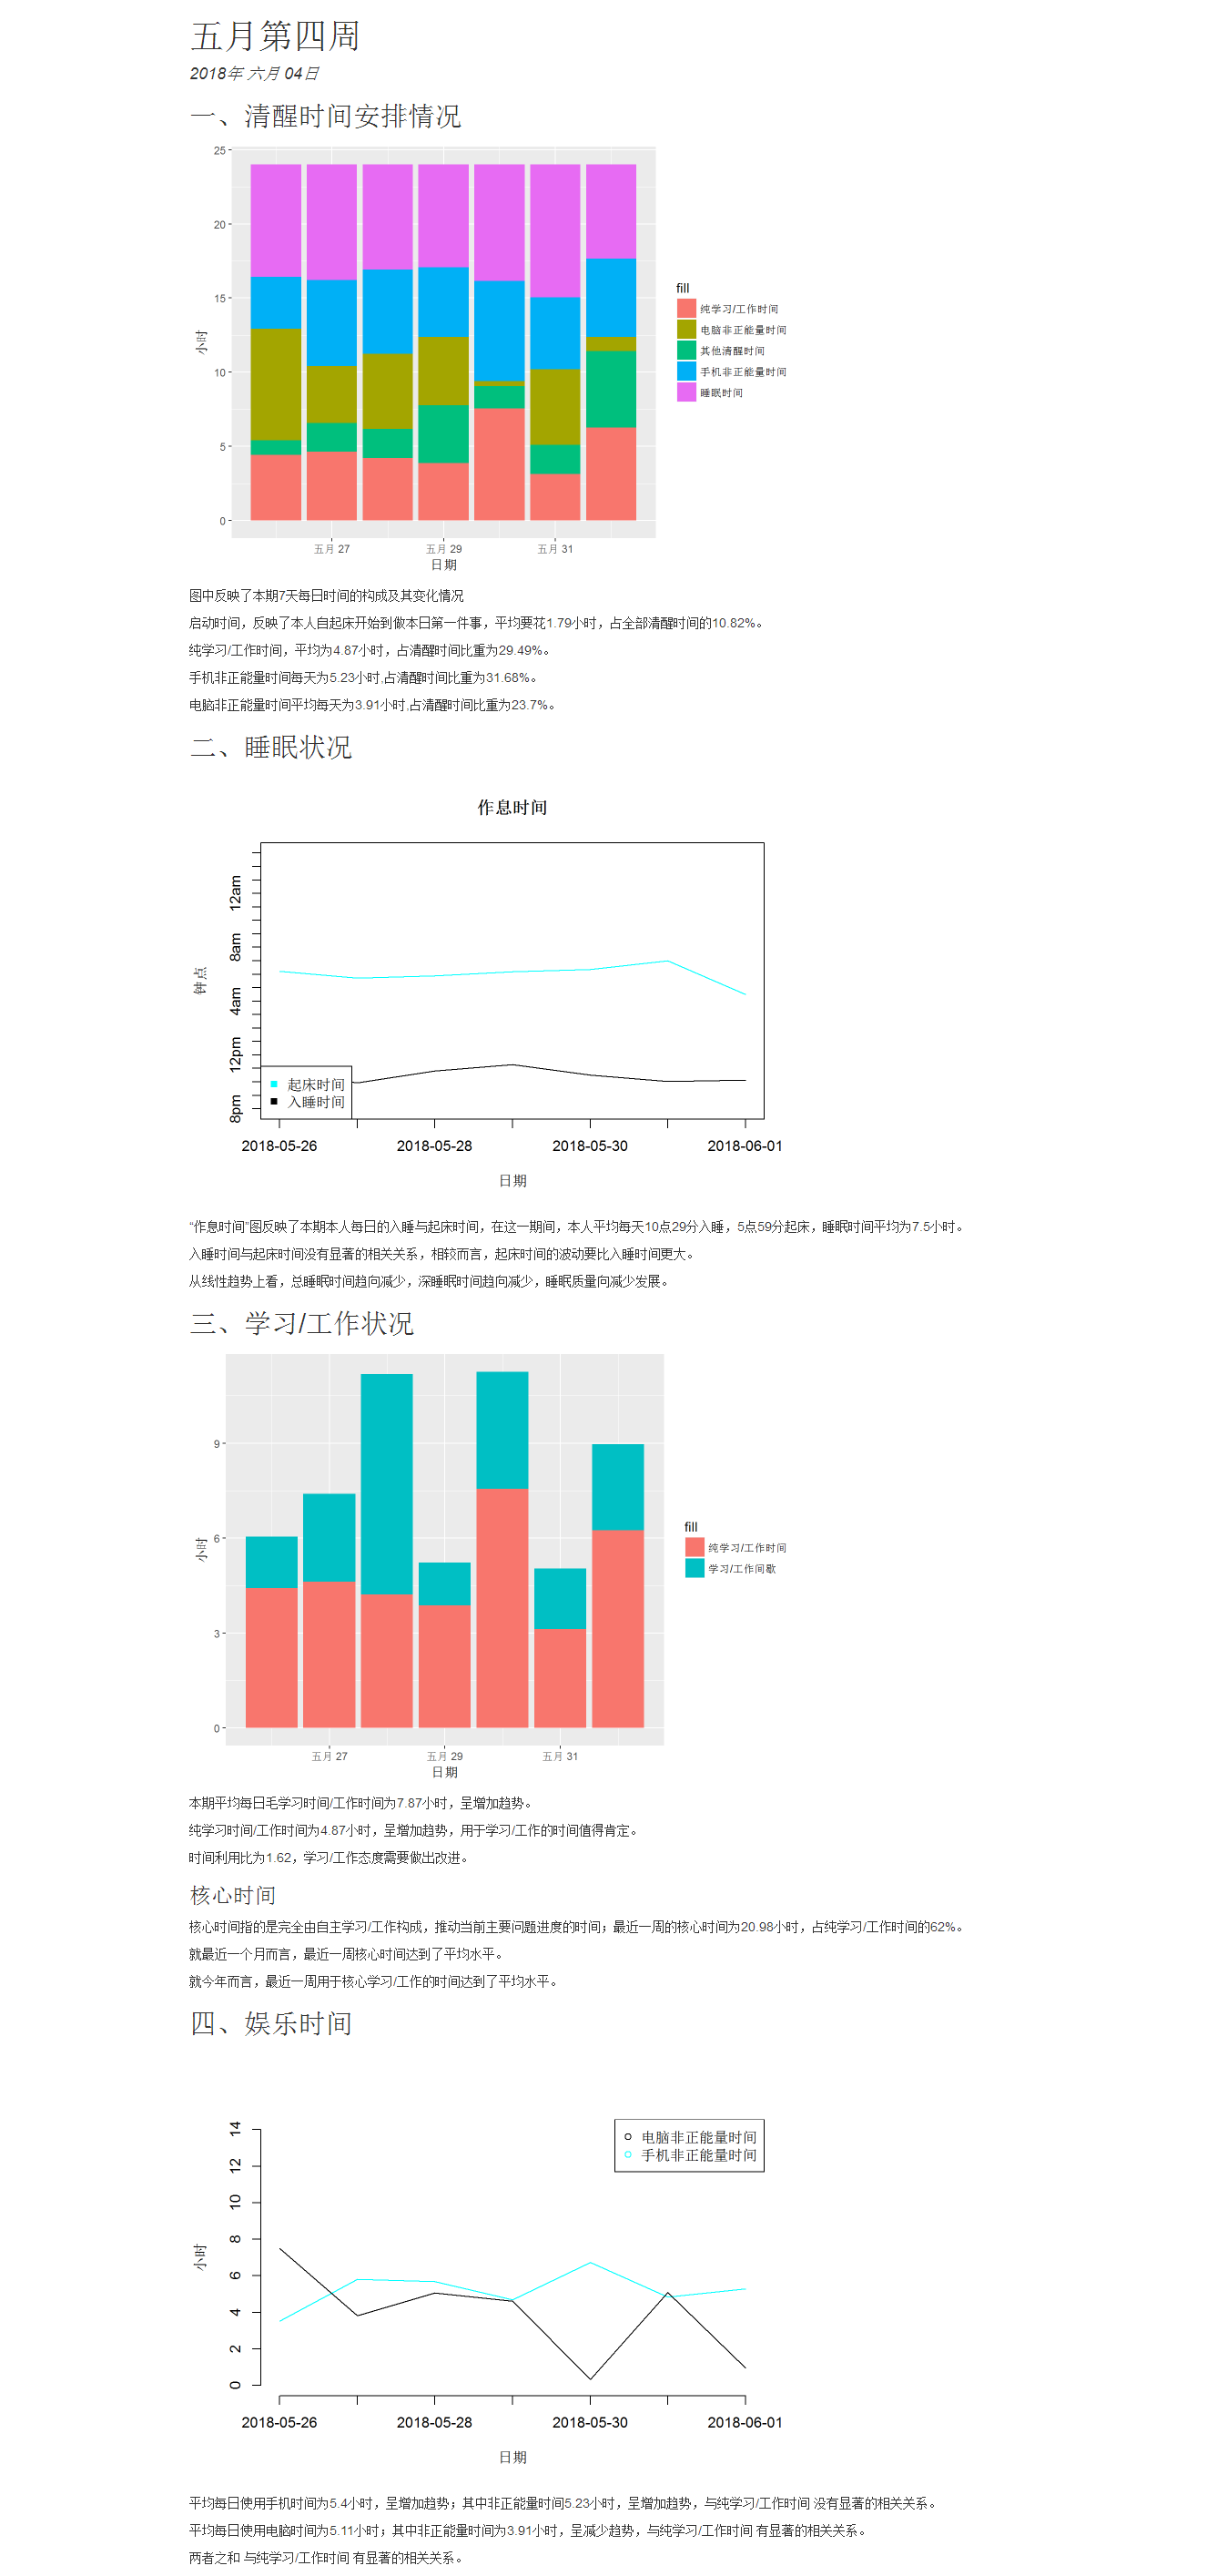 五月第四周
2018年 六月 04日
一、清醒时间安排情况
25
20
15
10
5
0
小时
五月 27
五月 29
五月 31
日期
fill
纯学习/工作时间
电脑非正能量时间
其他清醒时间
手机非正能量时间
睡眠时间
图中反映了本期7天每日时间的构成及其变化情况
启动时间，反映了本人自起床开始到做本日第一件事，平均要花1.79小时，占全部清醒时间的10.82%。
纯学习/工作时间，平均为4.87小时，占清醒时间比重为29.49%。
手机非正能量时间每天为5.23小时,占清醒时间比重为31.68%。
电脑非正能量时间平均每天为3.91小时,占清醒时间比重为23.7%。
二、睡眠状况
作息时间
12am
8am
4am
12pm
8pm
钟点
起床时间
入睡时间
2018-05-26
2018-05-28
2018-05-30
2018-06-01
日期
“作息时间”图反映了本期本人每日的入睡与起床时间，在这一期间，本人平均每天10点29分入睡，5点59分起床，睡眠时间平均为7.5小时。
入睡时间与起床时间没有显著的相关关系，相较而言，起床时间的波动要比入睡时间更大。
从线性趋势上看，总睡眠时间趋向减少，深睡眠时间趋向减少，睡眠质量向减少发展。
三、学习/工作状况
9
6
3
0
小时
五月 27
五月 29
五月 31
日期
fill
纯学习/工作时间
学习/工作间歇
本期平均每日毛学习时间/工作时间为7.87小时，呈增加趋势。
纯学习时间/工作时间为4.87小时，呈增加趋势，用于学习/工作的时间值得肯定。
时间利用比为1.62，学习/工作态度需要做出改进。
核心时间
核心时间指的是完全由自主学习/工作构成，推动当前主要问题进度的时间；最近一周的核心时间为20.98小时，占纯学习/工作时间的62%。
就最近一个月而言，最近一周核心时间达到了平均水平。
就今年而言，最近一周用于核心学习/工作的时间达到了平均水平。
四、娱乐时间
14
12
10
8
6
4
2
0
小时
电脑非正能量时间
手机非正能量时间
2018-05-26
2018-05-28
2018-05-30
2018-06-01
日期
平均每日使用手机时间为5.4小时，呈增加趋势；其中非正能量时间5.23小时，呈增加趋势，与纯学习/工作时间 没有显著的相关关系。
平均每日使用电脑时间为5.11小时；其中非正能量时间为3.91小时，呈减少趋势，与纯学习/工作时间 有显著的相关关系。
两者之和 与纯学习/工作时间 有显著的相关关系。